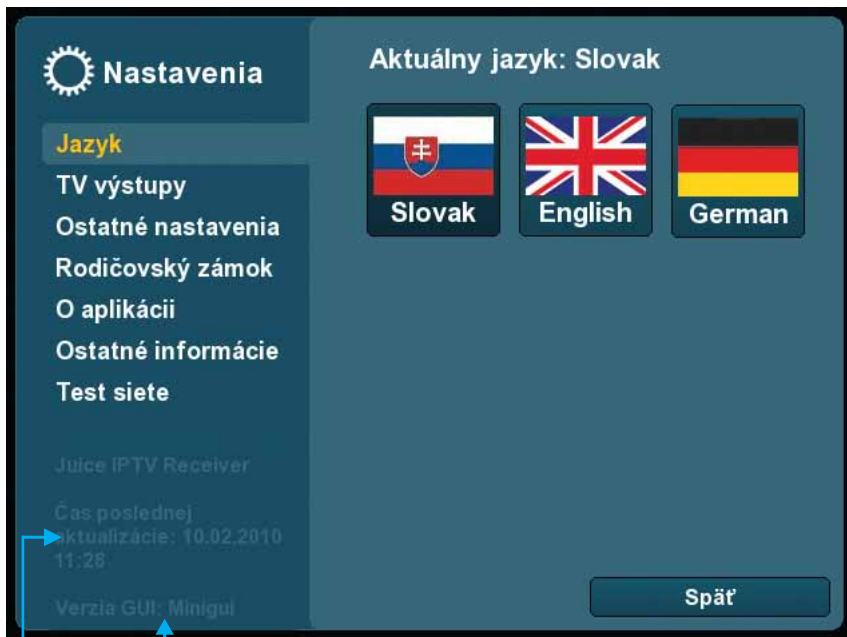 Nastavenia
Jazyk
TV výstupy
Ostatné nastavenia
Rodičovský zámok
O aplikácii
Ostatné informácie
Test siete
Juice IPTV Receiver
Čas poslednej
aktualizácie: 10.02.2010
11:28
Verzia GUI: Minigui
Aktuálny jazyk: Slovak
Slovak
English
German
Späť